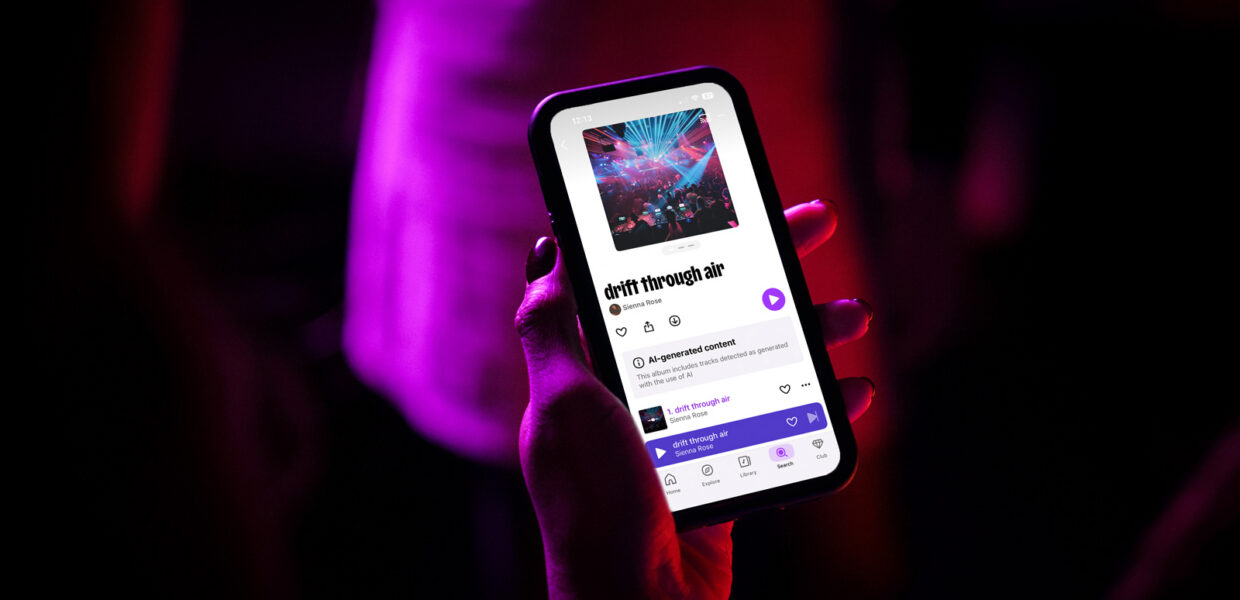 12:13
drift through air
Sienna Rose
AI-generated content
This album includes tracks detected as generated
with the use of AI
1. drift through air
Sienna Rose
drift through air
Sienna Rose
Home
Explore
Library
Search
Club